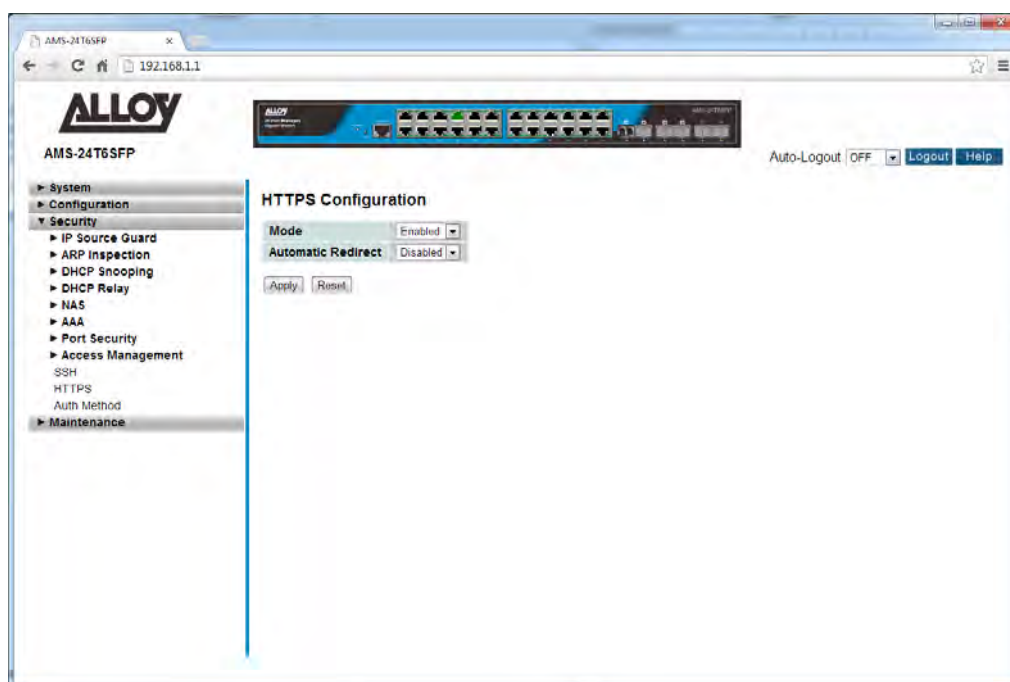 AMS-24T6SFP
192.168.1.1
ALLOY
ALLOY
AMS-24T6SFP
Auto-Logout OFF Logout Help
System
Configuration
Security
IP Source Guard
ARP Inspection
DHCP Snooping
DHCP Relay
NAS
AAA
Port Security
Access Management
SSH
HTTPS
Auth Method
Maintenance
HTTPS Configuration
Mode Enabled
Automatic Redirect Disabled
Apply Reset